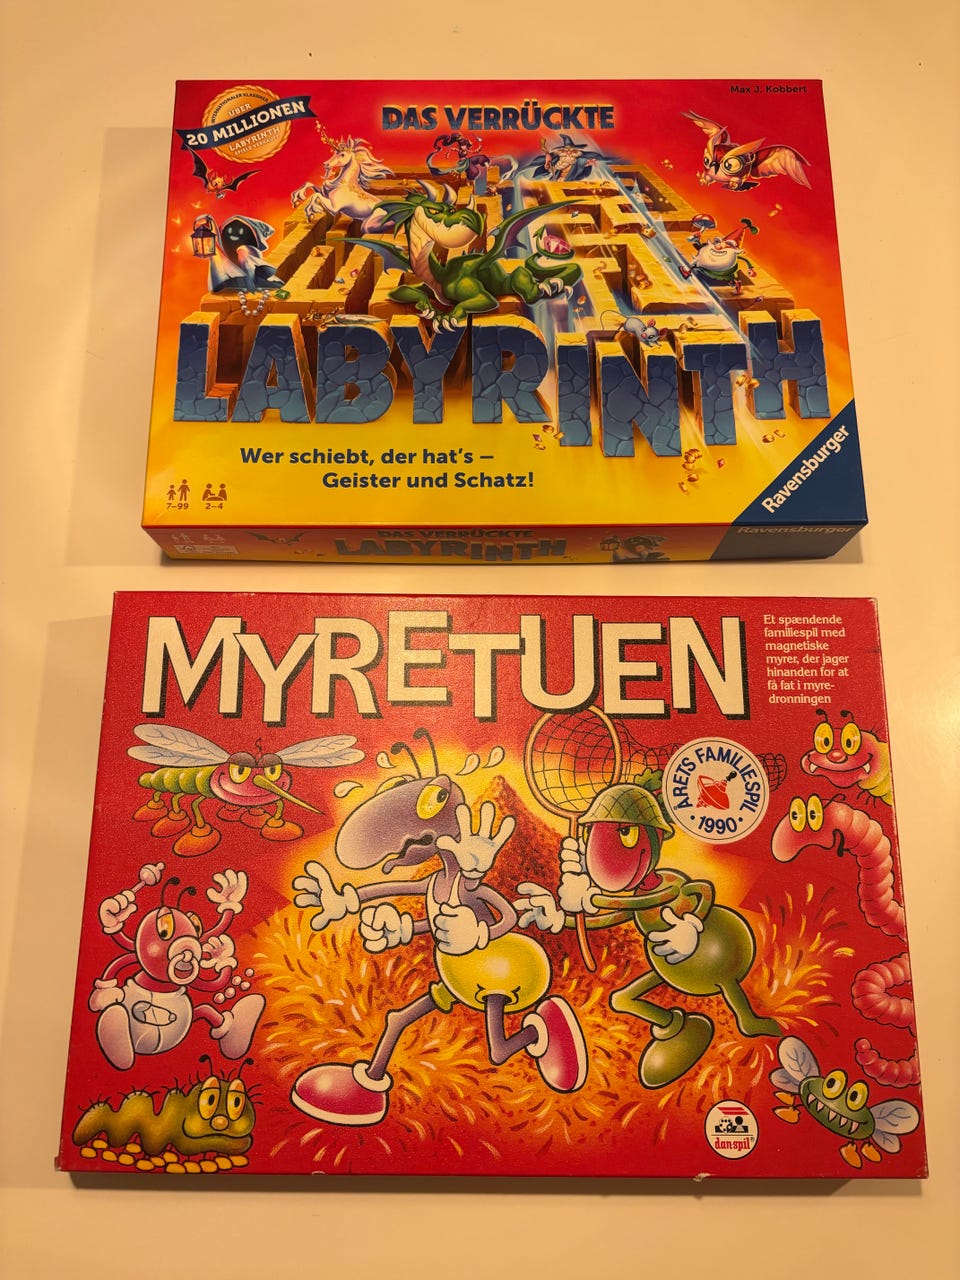 Max J. Kobbert
INTERNATIONALER KLASSIKER
ÜBER
20 MILLIONEN
LABYRINTH
SPIELE VERKAUFT
DAS VERRÜCKTE
LABYRINTH
Wer schiebt, der hat's –
Geister und Schatz!
7–99
2–4
Ravensburger
DAS VERRÜCKTE
LABYRINTH
Ravensburger
MYRETUEN
Et spændende
familiespil med
magnetiske
myrer, der jager
hinanden for at
få fat i myre-
dronningen
ÅRETS FAMILIESPIL
• 1990 •
dan-spil®